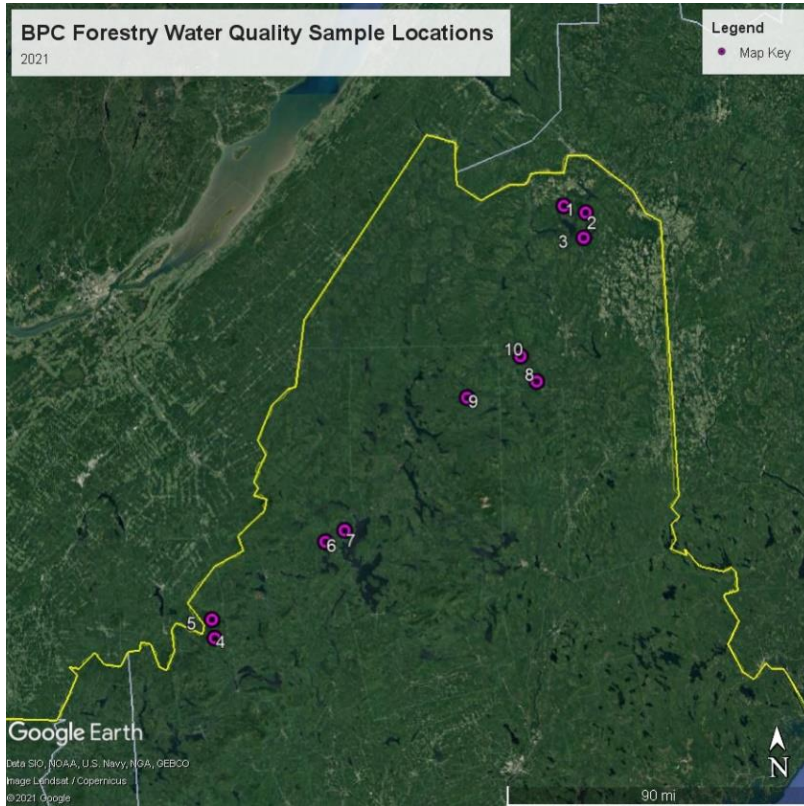 BPC Forestry Water Quality Sample Locations
2021
Legend
Map Key
1
2
3
10
8
9
7
6
5
4
Google Earth
Data SIO, NOAA, U.S. Navy, NGA, GEBCO
Image Landsat / Copernicus
©2021 Google
N
90 mi